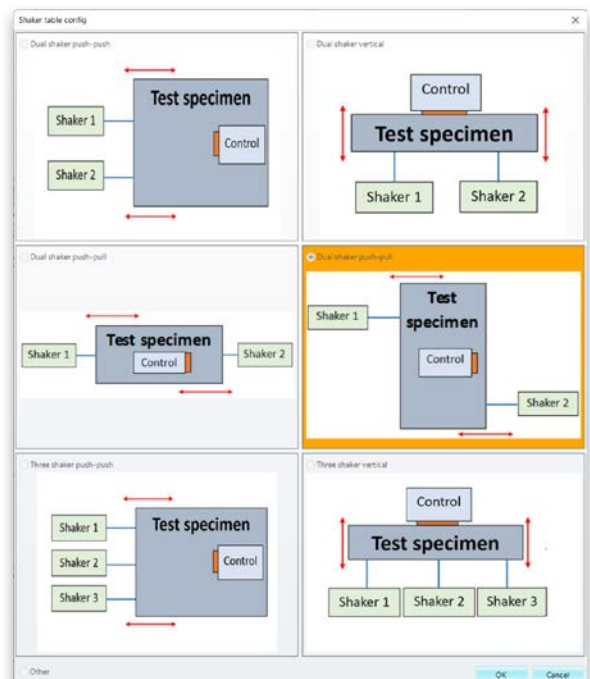 Shaker table config
Dual shaker push-push
Test specimen
Shaker 1
Control
Shaker 2
Dual shaker vertical
Control
Test specimen
Shaker 1
Shaker 2
Dual shaker push-pull
Test specimen
Shaker 1
Control
Shaker 2
Dual shaker push-pull
Test
specimen
Shaker 1
Control
Shaker 2
Three shaker push-push
Test specimen
Shaker 1
Shaker 2
Control
Shaker 3
Three shaker vertical
Control
Test specimen
Shaker 1
Shaker 2
Shaker 3
Other
OK
Cancel